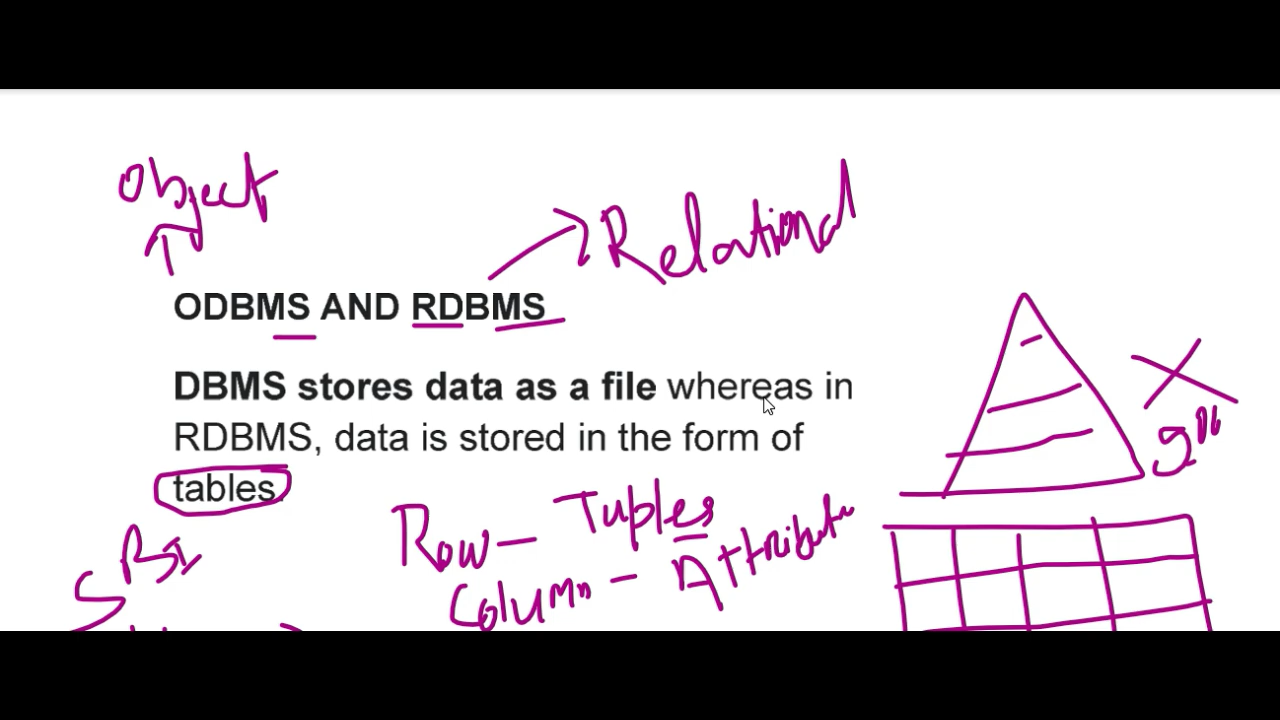 Object
Relational
ODBMS AND RDBMS
DBMS stores data as a file whereas in
RDBMS, data is stored in the form of
tables
Row - Tuples
Column - Attribute
SBI